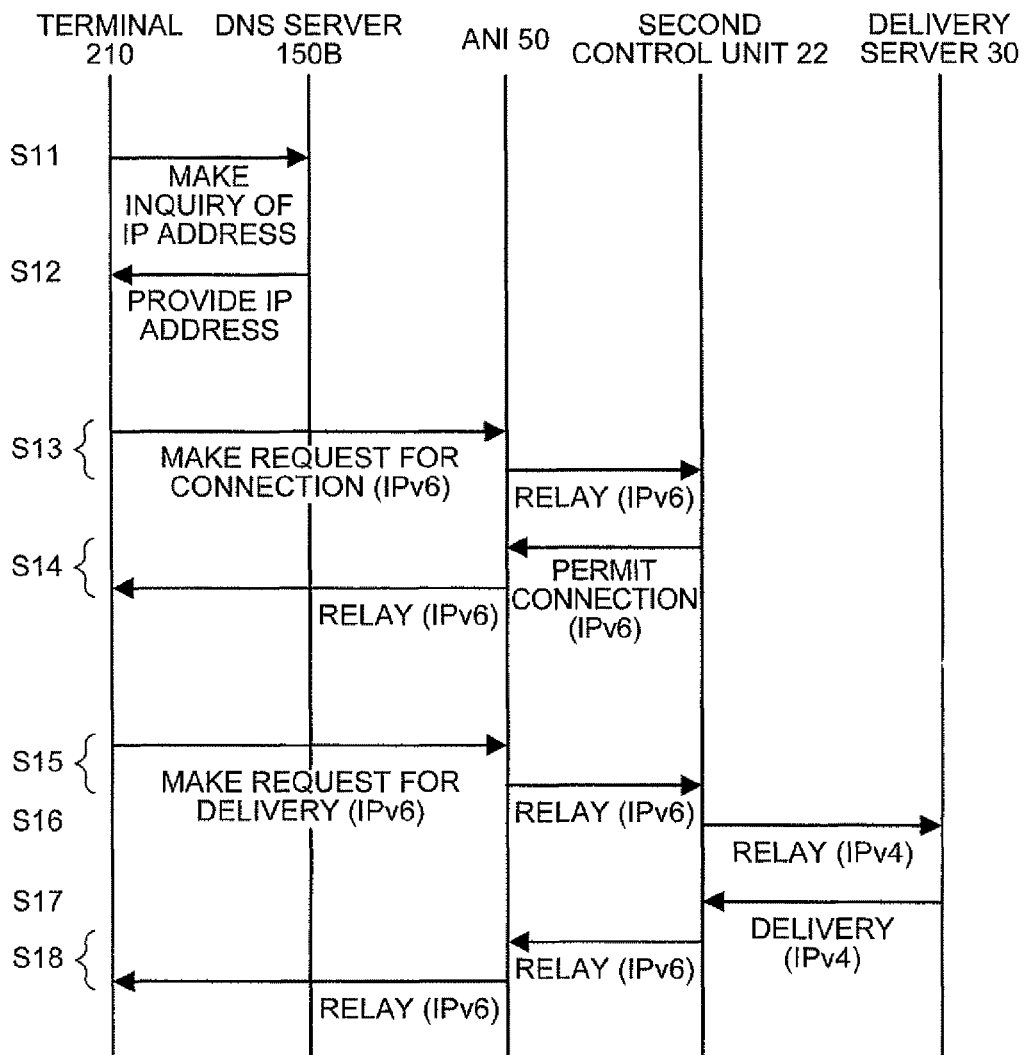 TERMINAL
210
DNS SERVER
150B
ANI 50
SECOND
CONTROL UNIT 22
DELIVERY
SERVER 30
S11
MAKE
INQUIRY OF
IP ADDRESS
S12
PROVIDE IP
ADDRESS
S13
MAKE REQUEST FOR
CONNECTION (IPv6)
RELAY (IPv6)
S14
PERMIT
CONNECTION
(IPv6)
RELAY (IPv6)
S15
MAKE REQUEST FOR
DELIVERY (IPv6)
RELAY (IPv6)
S16
RELAY (IPv4)
S17
DELIVERY
(IPv4)
S18
RELAY (IPv6)
RELAY (IPv6)